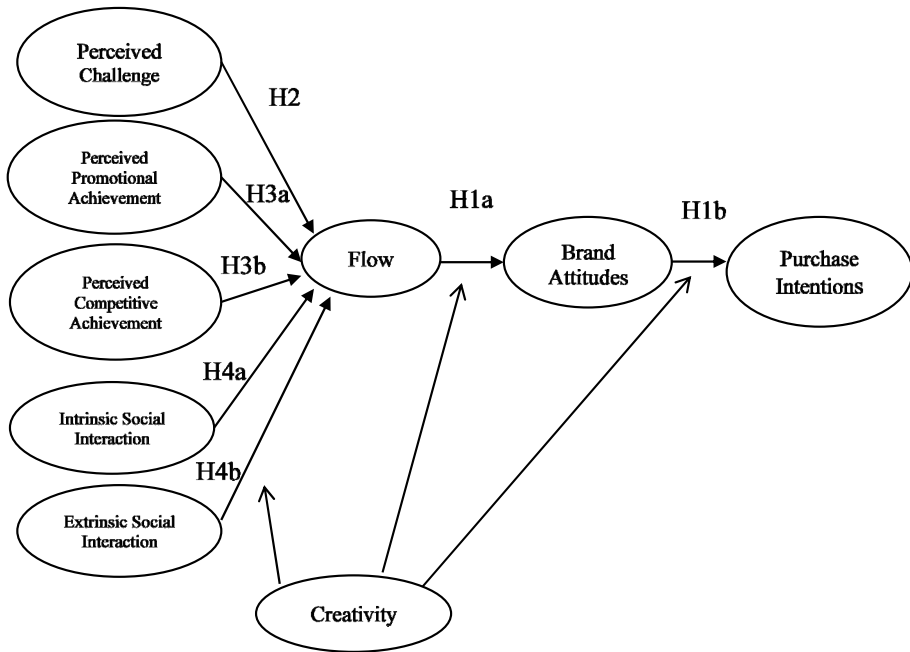 Perceived
Challenge
H2
Perceived
Promotional
Achievement
H3a
H1a
H1b
Perceived
Competitive
Achievement
H3b
Flow
Brand
Attitudes
Purchase
Intentions
H4a
Intrinsic Social
Interaction
H4b
Extrinsic Social
Interaction
Creativity